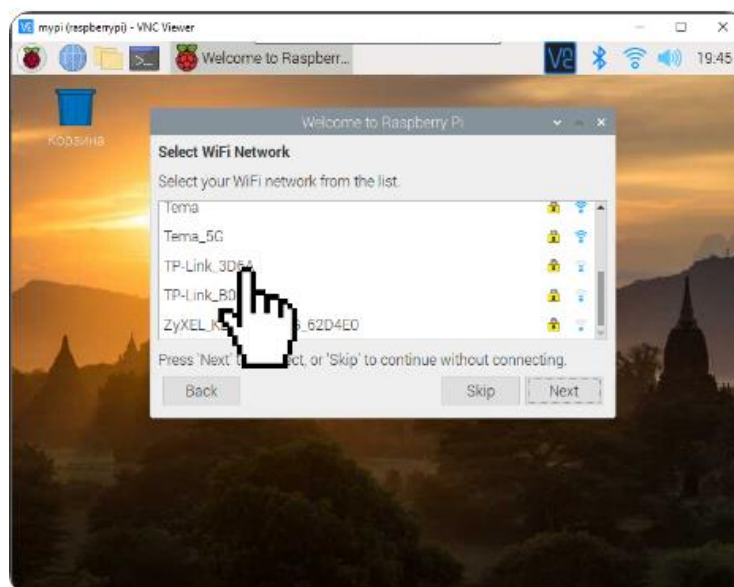 mypi (raspberrypi) - VNC Viewer
Welcome to Raspberr...
19:45
Корзина
Welcome to Raspberry Pi
Select WiFi Network
Select your WiFi network from the list.
Tema
Tema_5G
TP-Link_3D6A
TP-Link_B0
62D4E0
Press 'Next' or 'Skip' to continue without connecting.
Back
Skip
Next